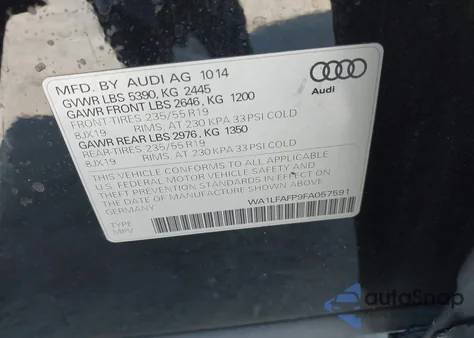 MFD. BY AUDI AG 10 14
GVWR LBS 5390, KG 2445
GAWR FRONT LBS 2646, KG 1200
FRONT-TIRES 235/55 R19
8JX19 RIMS, AT 230 KPA 33 PSI COLD
GAWR REAR LBS 2976, KG 1350
REAR-TIRES 235/55 R19
8JX19 RIMS, AT 230 KPA 33 PSI COLD
THIS VEHICLE CONFORMS TO ALL APPLICABLE
U.S. FEDERAL MOTOR VEHICLE SAFETY AND
THEFT PREVENTION STANDARDS IN EFFECT ON
THE DATE OF MANUFACTURE SHOWN ABOVE
GERMANY
WA1LFAFP9FA057591
TYPE
MPV
Audi
autoSnap